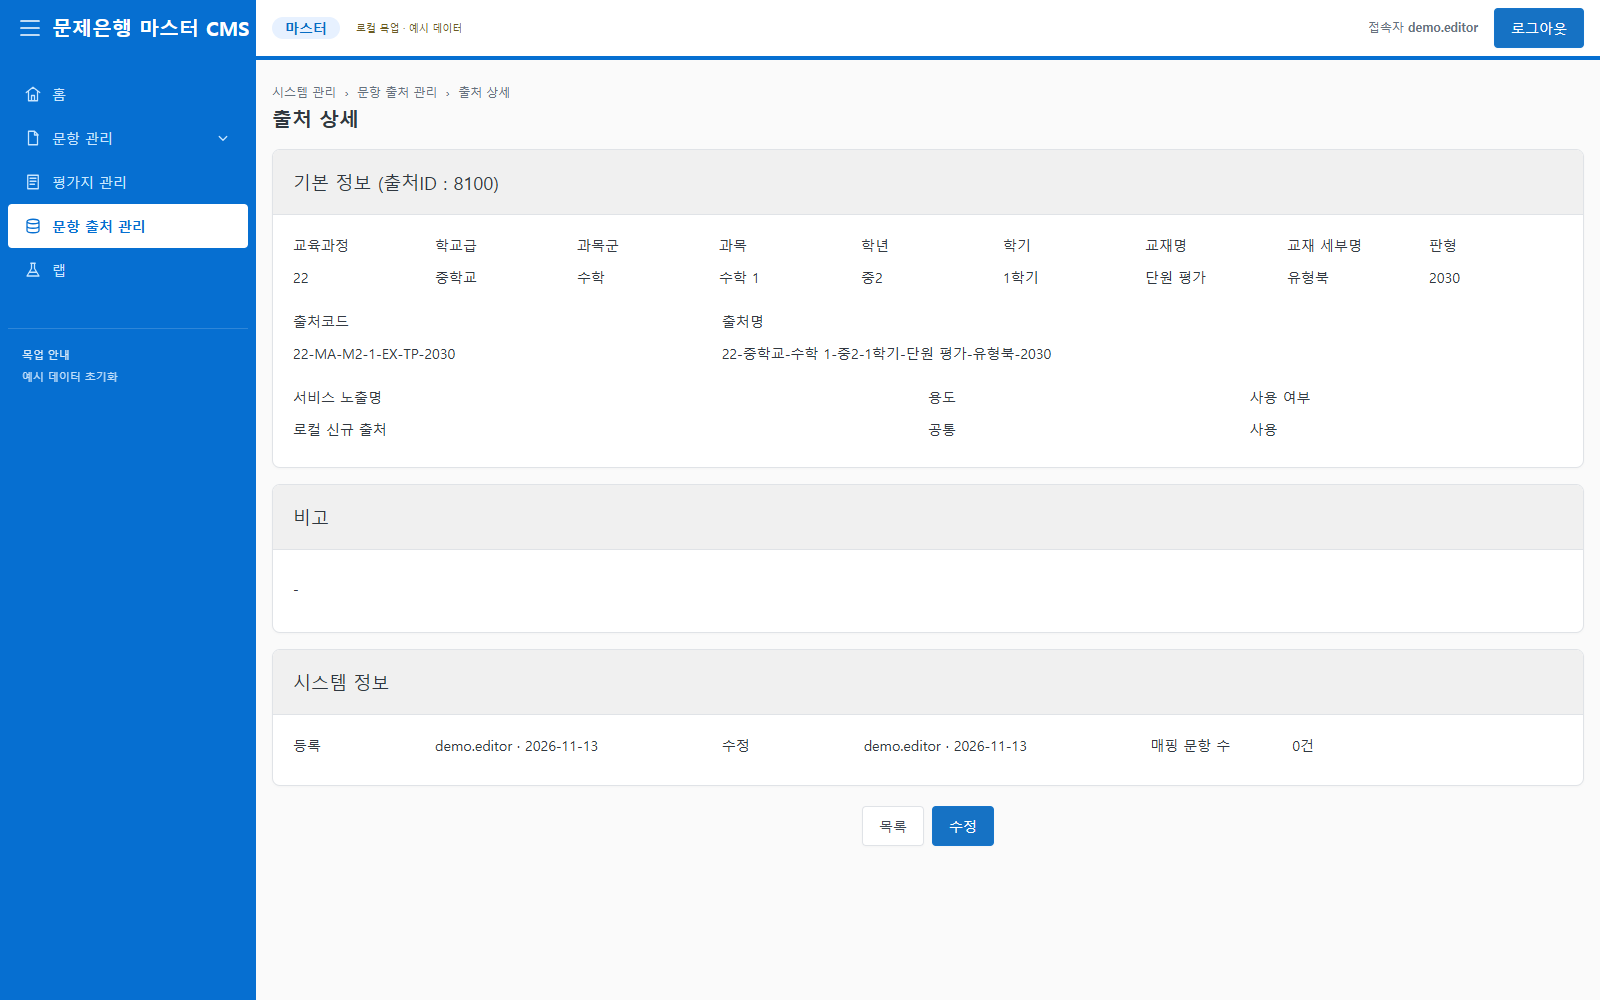 문제은행 마스터 CMS
마스터
로컬 목업 · 예시 데이터
접속자 demo.editor
로그아웃
홈
문항 관리
평가지 관리
문항 출처 관리
랩
목업 안내
예시 데이터 초기화
시스템 관리 › 문항 출처 관리 › 출처 상세
출처 상세
기본 정보 (출처ID : 8100)
교육과정 학교급 과목군 과목 학년 학기 교재명 교재 세부명 판형
22 중학교 수학 수학 1 중2 1학기 단원 평가 유형북 2030
출처코드 출처명
22-MA-M2-1-EX-TP-2030 22-중학교-수학 1-중2-1학기-단원 평가-유형북-2030
서비스 노출명 용도 사용 여부
로컬 신규 출처 공통 사용
비고
-
시스템 정보
등록 demo.editor · 2026-11-13 수정 demo.editor · 2026-11-13 매핑 문항 수 0건
목록 수정